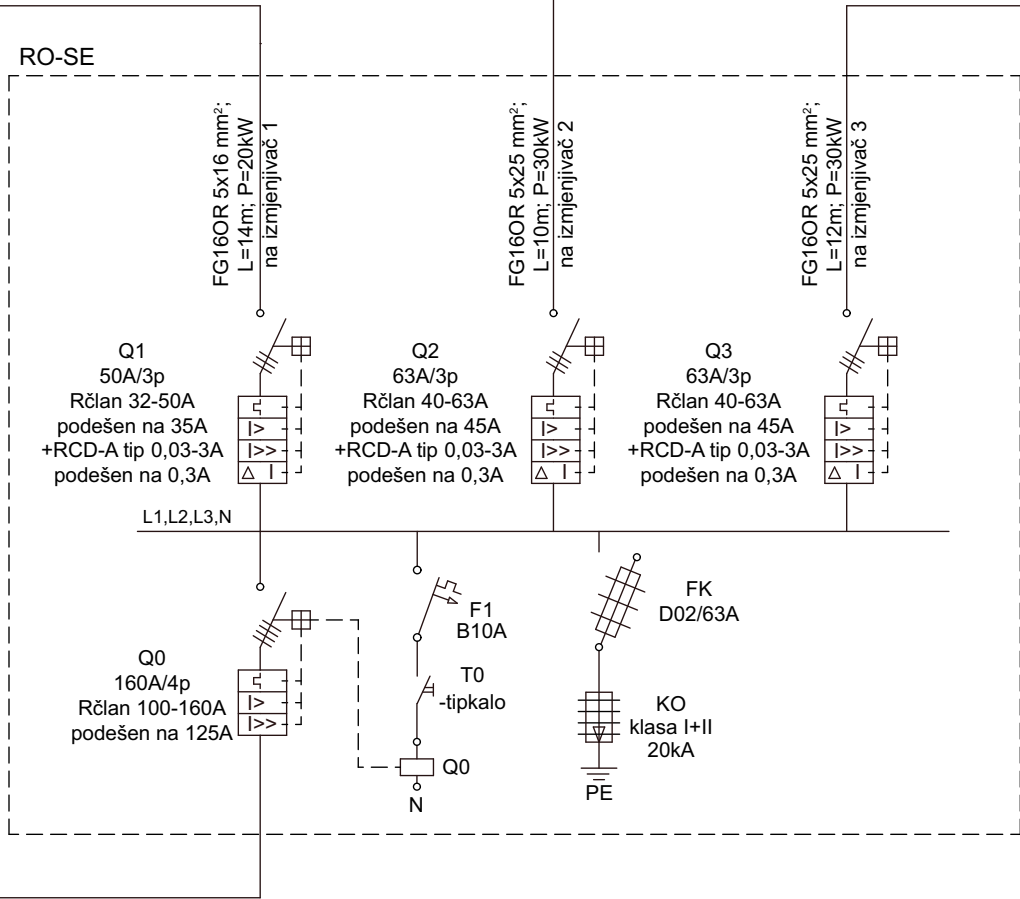 RO-SE
FG16OR 5x16 mm²;
L=14m; P=20kW
na izmjenjivač 1
FG16OR 5x25 mm²;
L=10m; P=30kW
na izmjenjivač 2
FG16OR 5x25 mm²;
L=12m; P=30kW
na izmjenjivač 3
Q1
50A/3p
Rčlan 32-50A
podešen na 35A
+RCD-A tip 0,03-3A
podešen na 0,3A
I>
I>>
△ I
Q2
63A/3p
Rčlan 40-63A
podešen na 45A
+RCD-A tip 0,03-3A
podešen na 0,3A
I>
I>>
△ I
Q3
63A/3p
Rčlan 40-63A
podešen na 45A
+RCD-A tip 0,03-3A
podešen na 0,3A
I>
I>>
△ I
L1,L2,L3,N
Q0
160A/4p
Rčlan 100-160A
podešen na 125A
I>
I>>
F1
B10A
T0
-tipkalo
Q0
N
FK
D02/63A
KO
klasa I+II
20kA
PE